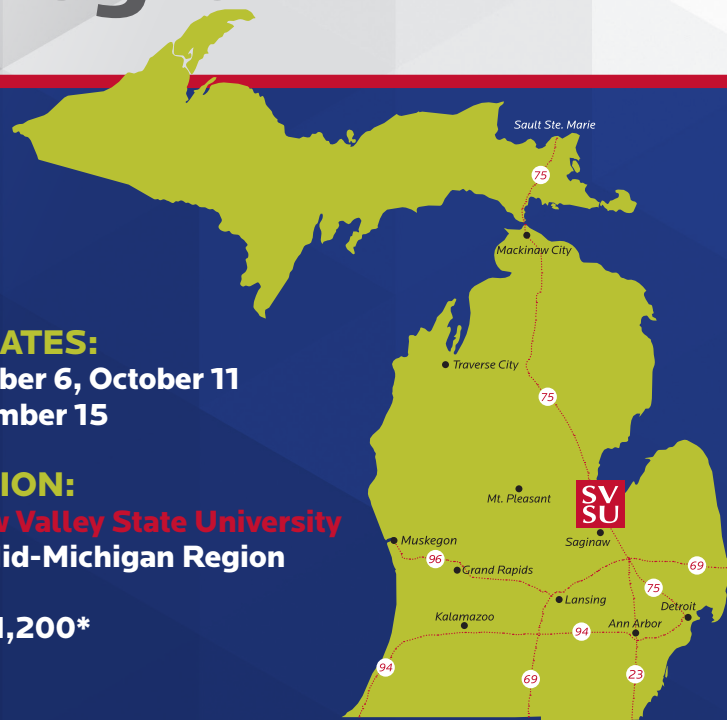 Sault Ste. Marie
75
Mackinaw City
ATES:
ber 6, October 11
mber 15
Traverse City
75
ION:
SV
SU
Mt. Pleasant
w Valley State University
Saginaw
id-Michigan Region
Muskegon
96
Grand Rapids
69
75
Lansing
Detroit
1,200*
Kalamazoo
Ann Arbor
94
94
69
23